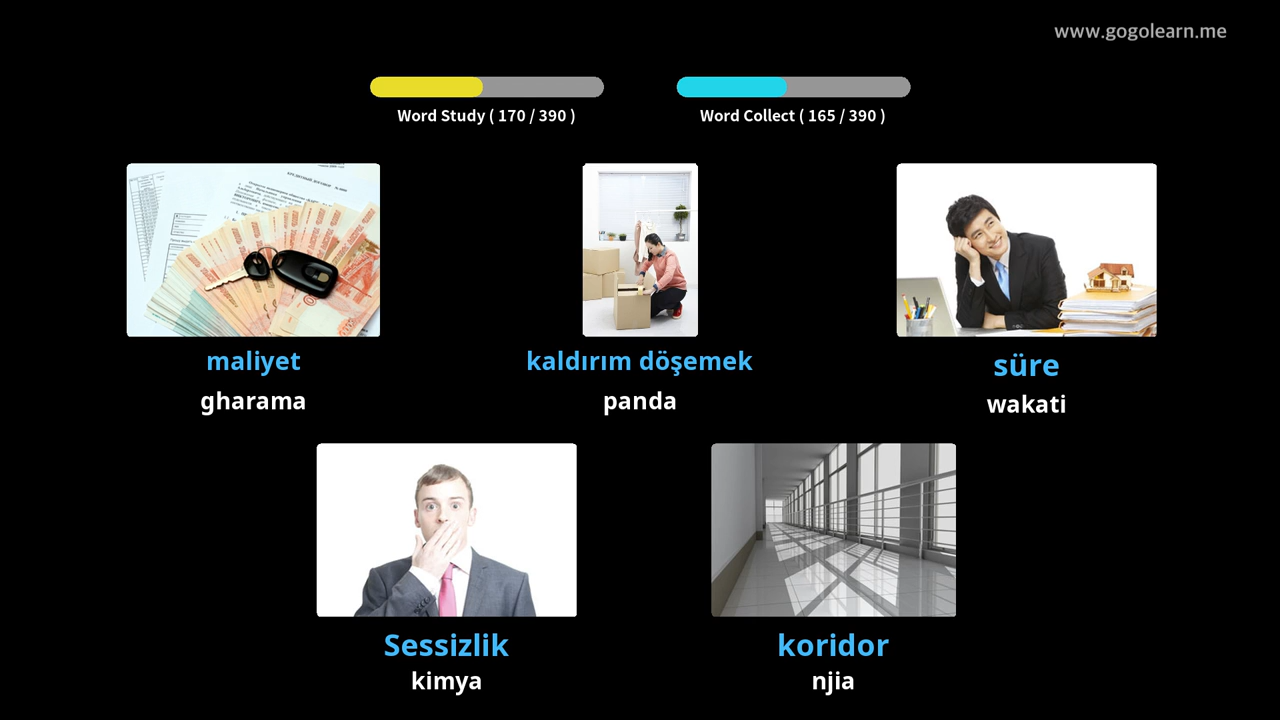 www.gogolearn.me
Word Study ( 170 / 390 )
Word Collect ( 165 / 390 )
maliyet
gharama
kaldırım döşemek
panda
süre
wakati
Sessizlik
kimya
koridor
njia